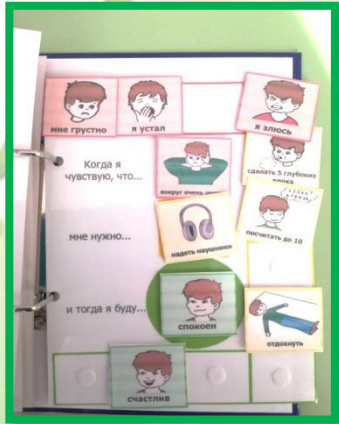 мне грустно
я устал
я злюсь
Когда я
чувствую, что...
вокруг очень
сделать 5 глубоких
мне нужно...
надеть наушники
посчитать до 10
и тогда я буду...
спокоен
отдохнуть
счастлив